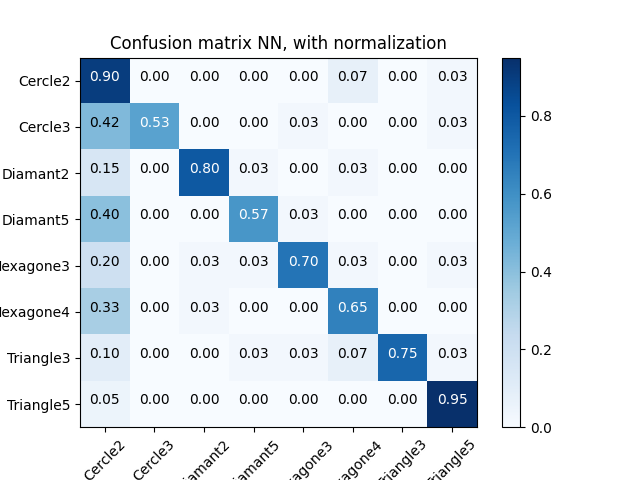 Confusion matrix NN, with normalization
Cercle2 0.90 0.00 0.00 0.00 0.00 0.07 0.00 0.03
Cercle3 0.42 0.53 0.00 0.00 0.03 0.00 0.00 0.03
Diamant2 0.15 0.00 0.80 0.03 0.00 0.03 0.00 0.00
Diamant5 0.40 0.00 0.00 0.57 0.03 0.00 0.00 0.00
Hexagone3 0.20 0.00 0.03 0.03 0.70 0.03 0.00 0.03
Hexagone4 0.33 0.00 0.03 0.00 0.00 0.65 0.00 0.00
Triangle3 0.10 0.00 0.00 0.03 0.03 0.07 0.75 0.03
Triangle5 0.05 0.00 0.00 0.00 0.00 0.00 0.00 0.95
Cercle2 Cercle3 iamant2 iamant5 xagone3 xagone4 Triangle3 Triangle5
0.8
0.6
0.4
0.2
0.0